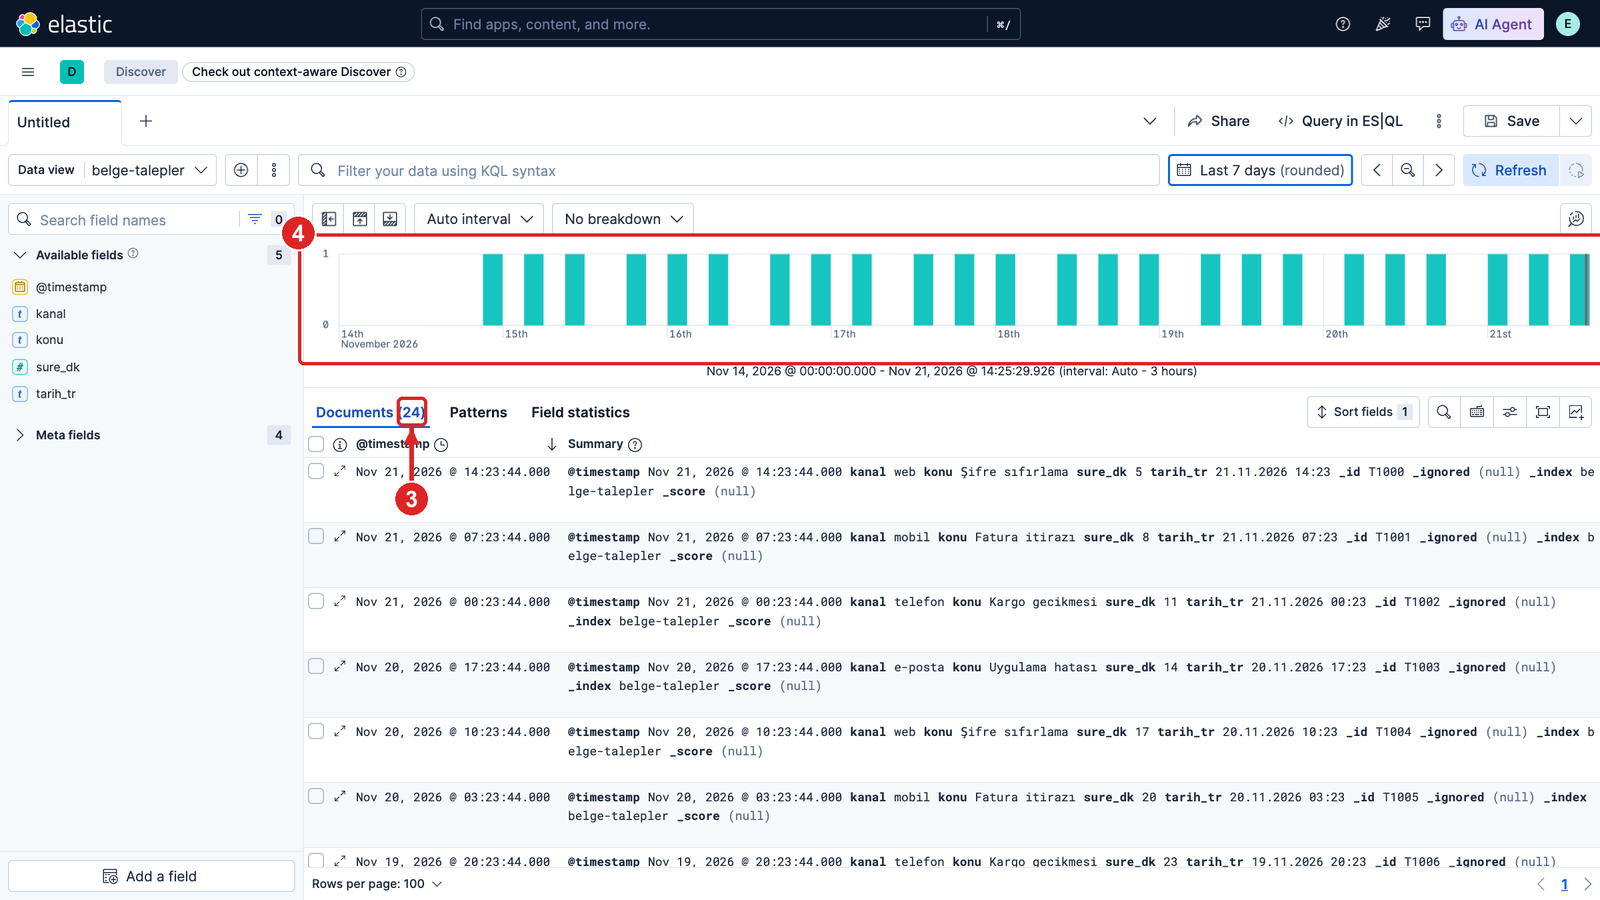 elastic
Find apps, content, and more.
⌘/
AI Agent
E
D
Discover
Check out context-aware Discover
Untitled
Share
Query in ES|QL
Save
Data view
belge-talepler
Filter your data using KQL syntax
Last 7 days (rounded)
Refresh
Search field names
0
Auto interval
No breakdown
4
Available fields
5
@timestamp
kanal
konu
sure_dk
tarih_tr
Meta fields
4
1
0
14th
15th
16th
17th
18th
19th
20th
21st
November 2026
Nov 14, 2026 @ 00:00:00.000 - Nov 21, 2026 @ 14:25:29.926 (interval: Auto - 3 hours)
Documents (24)
Patterns
Field statistics
Sort fields 1
@timestamp
Summary
3
Nov 21, 2026 @ 14:23:44.000
@timestamp Nov 21, 2026 @ 14:23:44.000 kanal web konu Şifre sıfırlama sure_dk 5 tarih_tr 21.11.2026 14:23 _id T1000 _ignored (null) _index be
lge-talepler _score (null)
Nov 21, 2026 @ 07:23:44.000
@timestamp Nov 21, 2026 @ 07:23:44.000 kanal mobil konu Fatura itirazı sure_dk 8 tarih_tr 21.11.2026 07:23 _id T1001 _ignored (null) _index b
elge-talepler _score (null)
Nov 21, 2026 @ 00:23:44.000
@timestamp Nov 21, 2026 @ 00:23:44.000 kanal telefon konu Kargo gecikmesi sure_dk 11 tarih_tr 21.11.2026 00:23 _id T1002 _ignored (null)
_index belge-talepler _score (null)
Nov 20, 2026 @ 17:23:44.000
@timestamp Nov 20, 2026 @ 17:23:44.000 kanal e-posta konu Uygulama hatası sure_dk 14 tarih_tr 20.11.2026 17:23 _id T1003 _ignored (null)
_index belge-talepler _score (null)
Nov 20, 2026 @ 10:23:44.000
@timestamp Nov 20, 2026 @ 10:23:44.000 kanal web konu Şifre sıfırlama sure_dk 17 tarih_tr 20.11.2026 10:23 _id T1004 _ignored (null) _index b
elge-talepler _score (null)
Nov 20, 2026 @ 03:23:44.000
@timestamp Nov 20, 2026 @ 03:23:44.000 kanal mobil konu Fatura itirazı sure_dk 20 tarih_tr 20.11.2026 03:23 _id T1005 _ignored (null) _index
belge-talepler _score (null)
Nov 19, 2026 @ 20:23:44.000
@timestamp Nov 19, 2026 @ 20:23:44.000 kanal telefon konu Kargo gecikmesi sure_dk 23 tarih_tr 19.11.2026 20:23 _id T1006 _ignored (null)
Add a field
Rows per page: 100
1